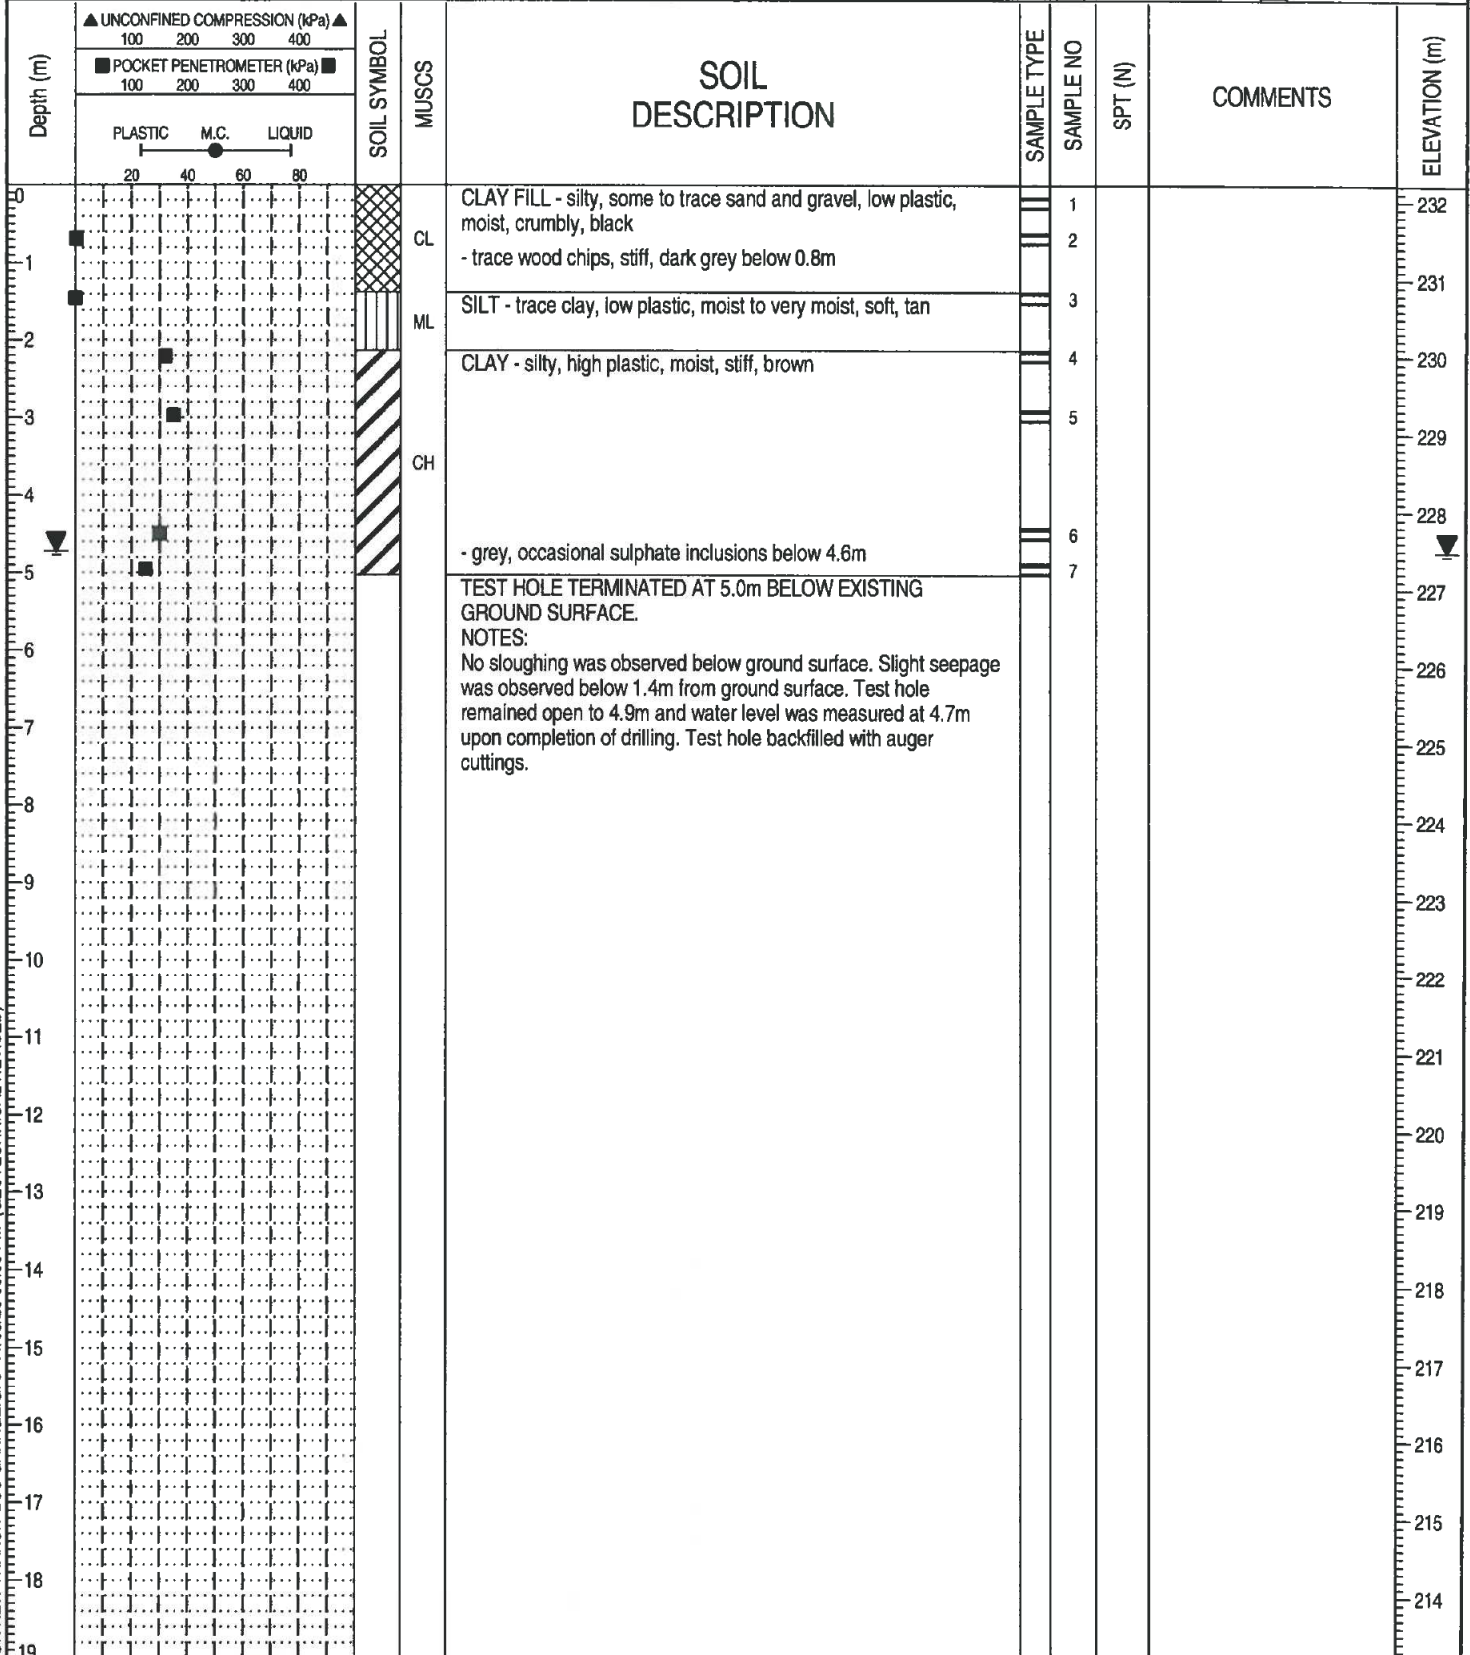 ▲ UNCONFINED COMPRESSION (kPa) ▲
100 200 300 400
■ POCKET PENETROMETER (kPa) ■
100 200 300 400
PLASTIC M.C. LIQUID
20 40 60 80
Depth (m)
SOIL SYMBOL
MUSCS
SOIL
DESCRIPTION
SAMPLE TYPE
SAMPLE NO
SPT (N)
COMMENTS
ELEVATION (m)
0
CLAY FILL - silty, some to trace sand and gravel, low plastic,
moist, crumbly, black
1
232
CL
2
- trace wood chips, stiff, dark grey below 0.8m
1
231
SILT - trace clay, low plastic, moist to very moist, soft, tan
3
ML
2
CLAY - silty, high plastic, moist, stiff, brown
4
230
3
5
229
CH
4
228
6
- grey, occasional sulphate inclusions below 4.6m
5
7
TEST HOLE TERMINATED AT 5.0m BELOW EXISTING
GROUND SURFACE.
227
NOTES:
6
No sloughing was observed below ground surface. Slight seepage
226
was observed below 1.4m from ground surface. Test hole
remained open to 4.9m and water level was measured at 4.7m
7
upon completion of drilling. Test hole backfilled with auger
225
cuttings.
8
224
9
223
10
222
11
221
12
220
13
219
14
218
15
217
16
216
17
215
18
214
19